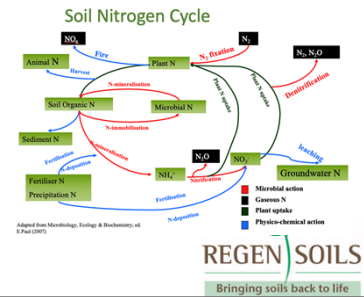 Soil Nitrogen Cycle
NOx
N2
N2, N2O
Fire
N2 fixation
Animal N
Plant N
Harvest
Denitrification
N-mineralisation
Plant N uptake
Plant N uptake
Soil Organic N
Microbial N
N-immobilisation
Sediment N
N-mineralisation
N2O
NO3-
leaching
Fertilisation
N-deposition
NH4+
Nitrification
Groundwater N
Fertiliser N
Precipitation N
Fertilisation
N-deposition
Microbial action
Gaseous N
Plant uptake
Physico-chemical action
Adapted from Microbiology, Ecology & Biochemistry; ed.
E.Paul (2007)
REGEN SOILS
Bringing soils back to life